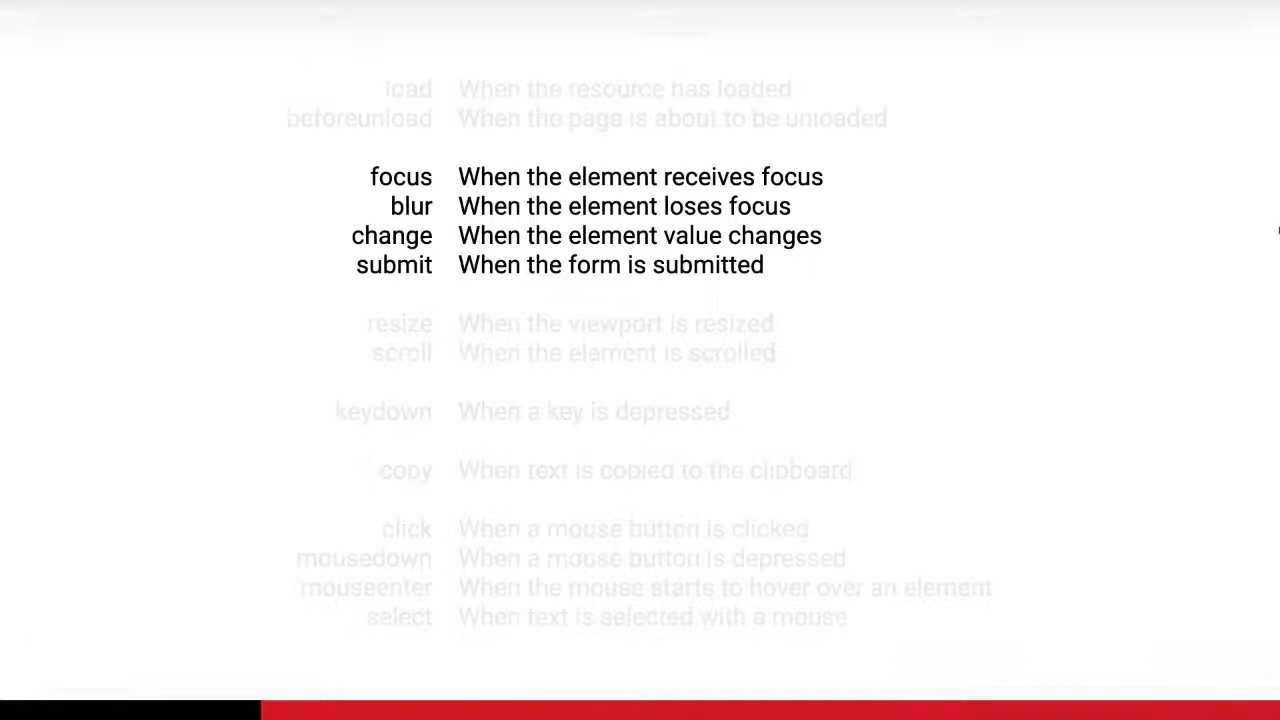 load When the resource has loaded
beforeunload When the page is about to be unloaded
focus When the element receives focus
blur When the element loses focus
change When the element value changes
submit When the form is submitted
resize When the viewport is resized
scroll When the element is scrolled
keydown When a key is depressed
copy When text is copied to the clipboard
click When a mouse button is clicked
mousedown When a mouse button is depressed
mouseenter When the mouse starts to hover over an element
select When text is selected with a mouse